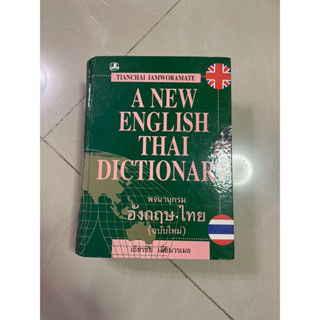 TIANCHAI IAMWORAMATE
A NEW
ENGLISH
THAI
DICTIONARY
พจนานุกรม
อังกฤษ-ไทย
(ฉบับใหม่)
เธียรชัย เอี่ยมวรเมธ